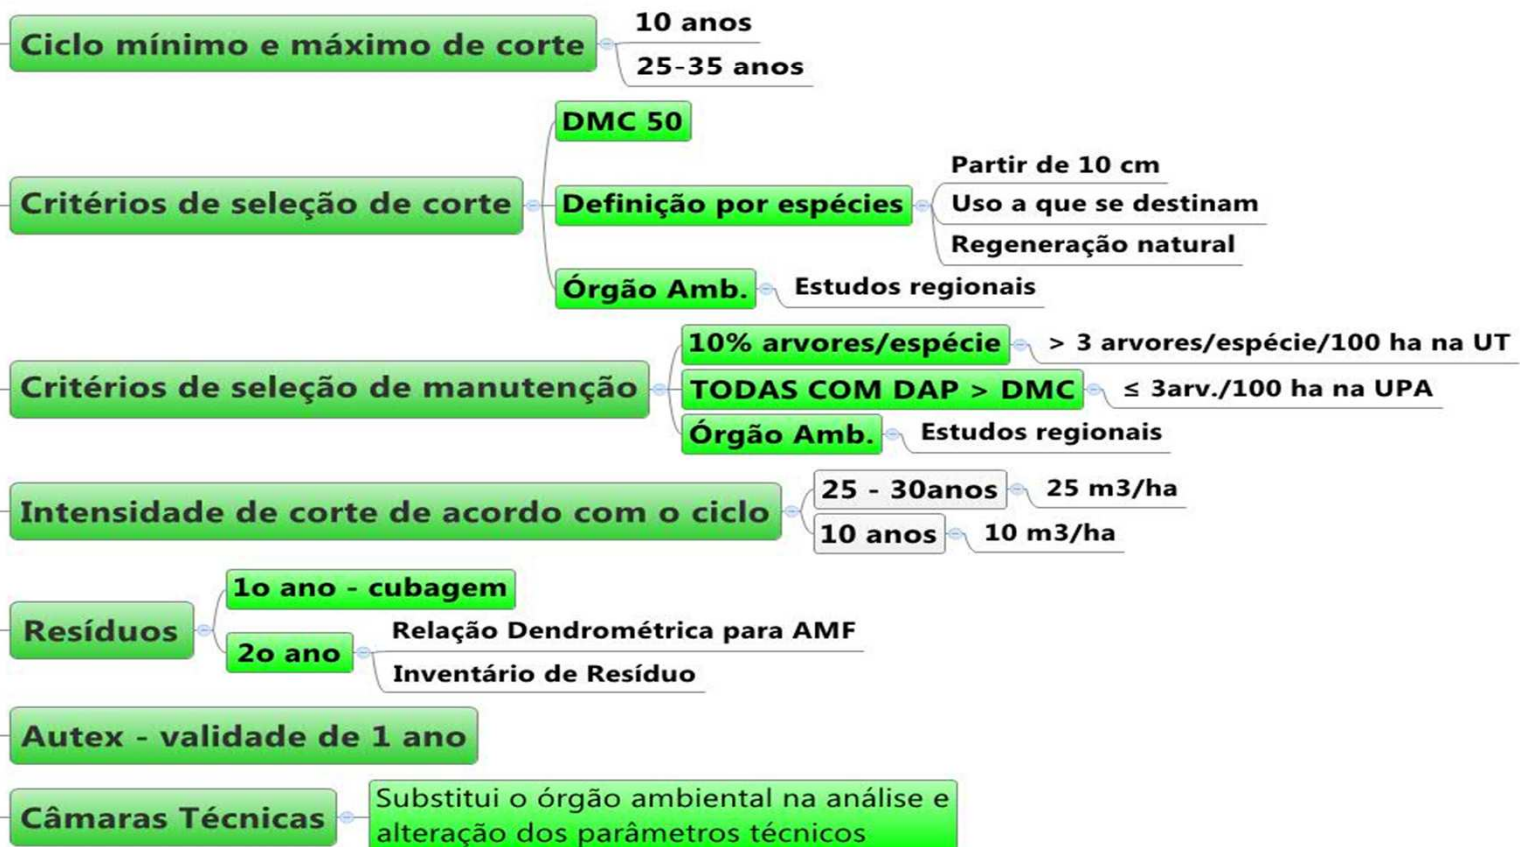 Ciclo mínimo e máximo de corte
10 anos
25-35 anos
Critérios de seleção de corte
DMC 50
Definição por espécies
Partir de 10 cm
Uso a que se destinam
Regeneração natural
Órgão Amb.
Estudos regionais
Critérios de seleção de manutenção
10% arvores/espécie
> 3 arvores/espécie/100 ha na UT
TODAS COM DAP > DMC
≤ 3arv./100 ha na UPA
Órgão Amb.
Estudos regionais
Intensidade de corte de acordo com o ciclo
25 - 30anos
25 m3/ha
10 anos
10 m3/ha
Resíduos
1o ano - cubagem
2o ano
Relação Dendrométrica para AMF
Inventário de Resíduo
Autex - validade de 1 ano
Câmaras Técnicas
Substitui o órgão ambiental na análise e
alteração dos parâmetros técnicos